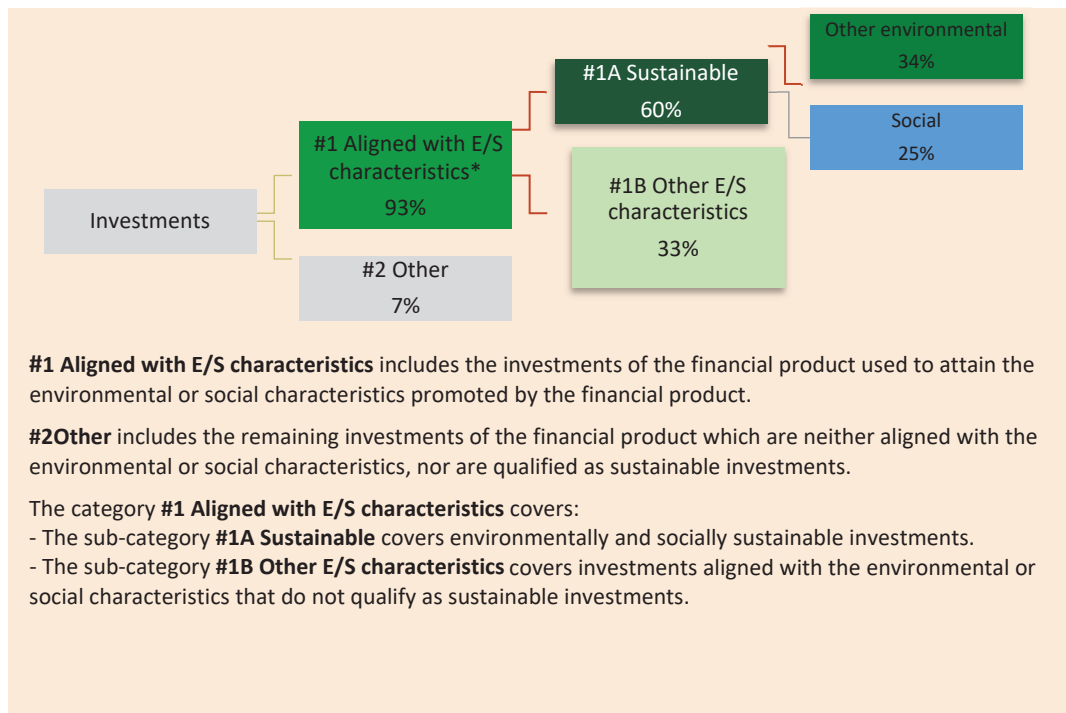 Other environmental
34%
#1A Sustainable
60%
Social
25%
#1 Aligned with E/S
characteristics*
93%
#1B Other E/S
characteristics
33%
Investments
#2 Other
7%
#1 Aligned with E/S characteristics includes the investments of the financial product used to attain the
environmental or social characteristics promoted by the financial product.
#2Other includes the remaining investments of the financial product which are neither aligned with the
environmental or social characteristics, nor are qualified as sustainable investments.
The category #1 Aligned with E/S characteristics covers:
- The sub-category #1A Sustainable covers environmentally and socially sustainable investments.
- The sub-category #1B Other E/S characteristics covers investments aligned with the environmental or
social characteristics that do not qualify as sustainable investments.